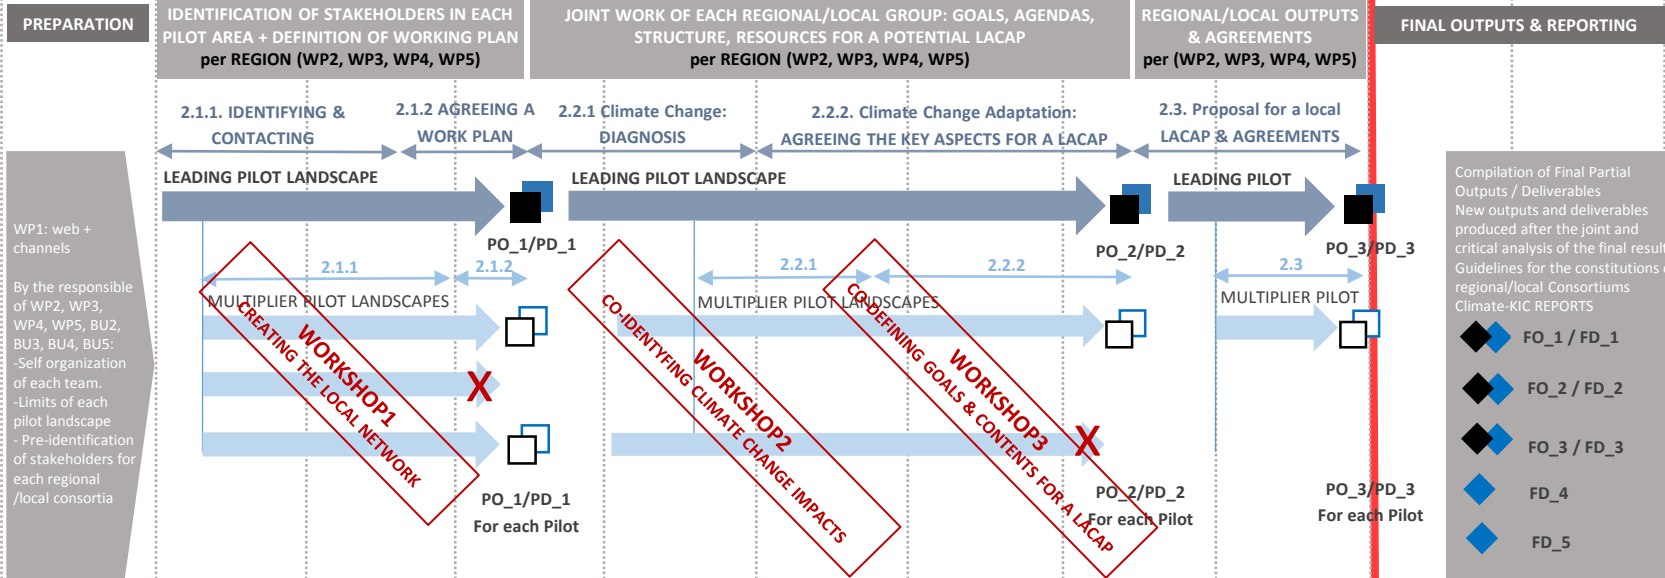 PREPARATION
IDENTIFICATION OF STAKEHOLDERS IN EACH
PILOT AREA + DEFINITION OF WORKING PLAN
per REGION (WP2, WP3, WP4, WP5)
JOINT WORK OF EACH REGIONAL/LOCAL GROUP: GOALS, AGENDAS,
STRUCTURE, RESOURCES FOR A POTENTIAL LACAP
per REGION (WP2, WP3, WP4, WP5)
REGIONAL/LOCAL OUTPUTS
& AGREEMENTS
per (WP2, WP3, WP4, WP5)
FINAL OUTPUTS & REPORTING
2.1.1. IDENTIFYING &
CONTACTING
2.1.2 AGREEING A
WORK PLAN
2.2.1 Climate Change:
DIAGNOSIS
2.2.2. Climate Change Adaptation:
AGREEING THE KEY ASPECTS FOR A LACAP
2.3. Proposal for a local
LACAP & AGREEMENTS
WP1: web +
channels
By the responsible
of WP2, WP3,
WP4, WP5, BU2,
BU3, BU4, BU5:
-Self organization
of each team.
-Limits of each
pilot landscape
- Pre-identification
of stakeholders for
each regional
/local consortia
LEADING PILOT LANDSCAPE
PO_1/PD_1
2.1.1
2.1.2
MULTIPLIER PILOT LANDSCAPES
X
WORKSHOP1
CREATING THE LOCAL NETWORK
PO_1/PD_1
For each Pilot
LEADING PILOT LANDSCAPE
PO_2/PD_2
2.2.1
2.2.2
MULTIPLIER PILOT LANDSCAPES
WORKSHOP2
CO-IDENTYFING CLIMATE CHANGE IMPACTS
WORKSHOP3
CO-DEFINING GOALS & CONTENTS FOR A LACAP
X
PO_2/PD_2
For each Pilot
LEADING PILOT
PO_3/PD_3
2.3
MULTIPLIER PILOT
PO_3/PD_3
For each Pilot
Compilation of Final Partial
Outputs / Deliverables
New outputs and deliverables
produced after the joint and
critical analysis of the final result
Guidelines for the constitutions
regional/local Consortiums
Climate-KIC REPORTS
FO_1 / FD_1
FO_2 / FD_2
FO_3 / FD_3
FD_4
FD_5